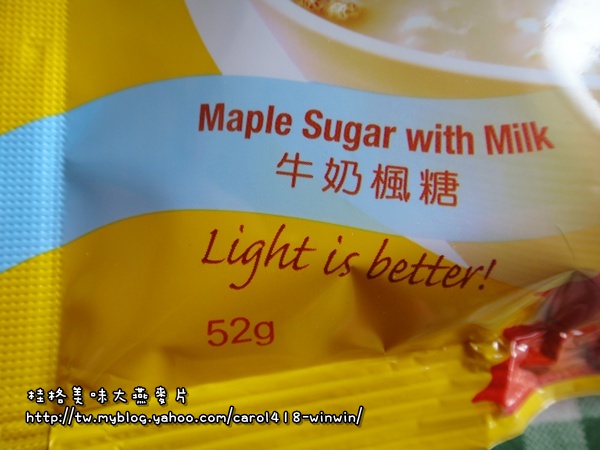 Maple Sugar with Milk
牛奶楓糖
Light is better!
52g
桂格美味大燕麥片
http://tw.myblog.yahoo.com/carol418-winwin/